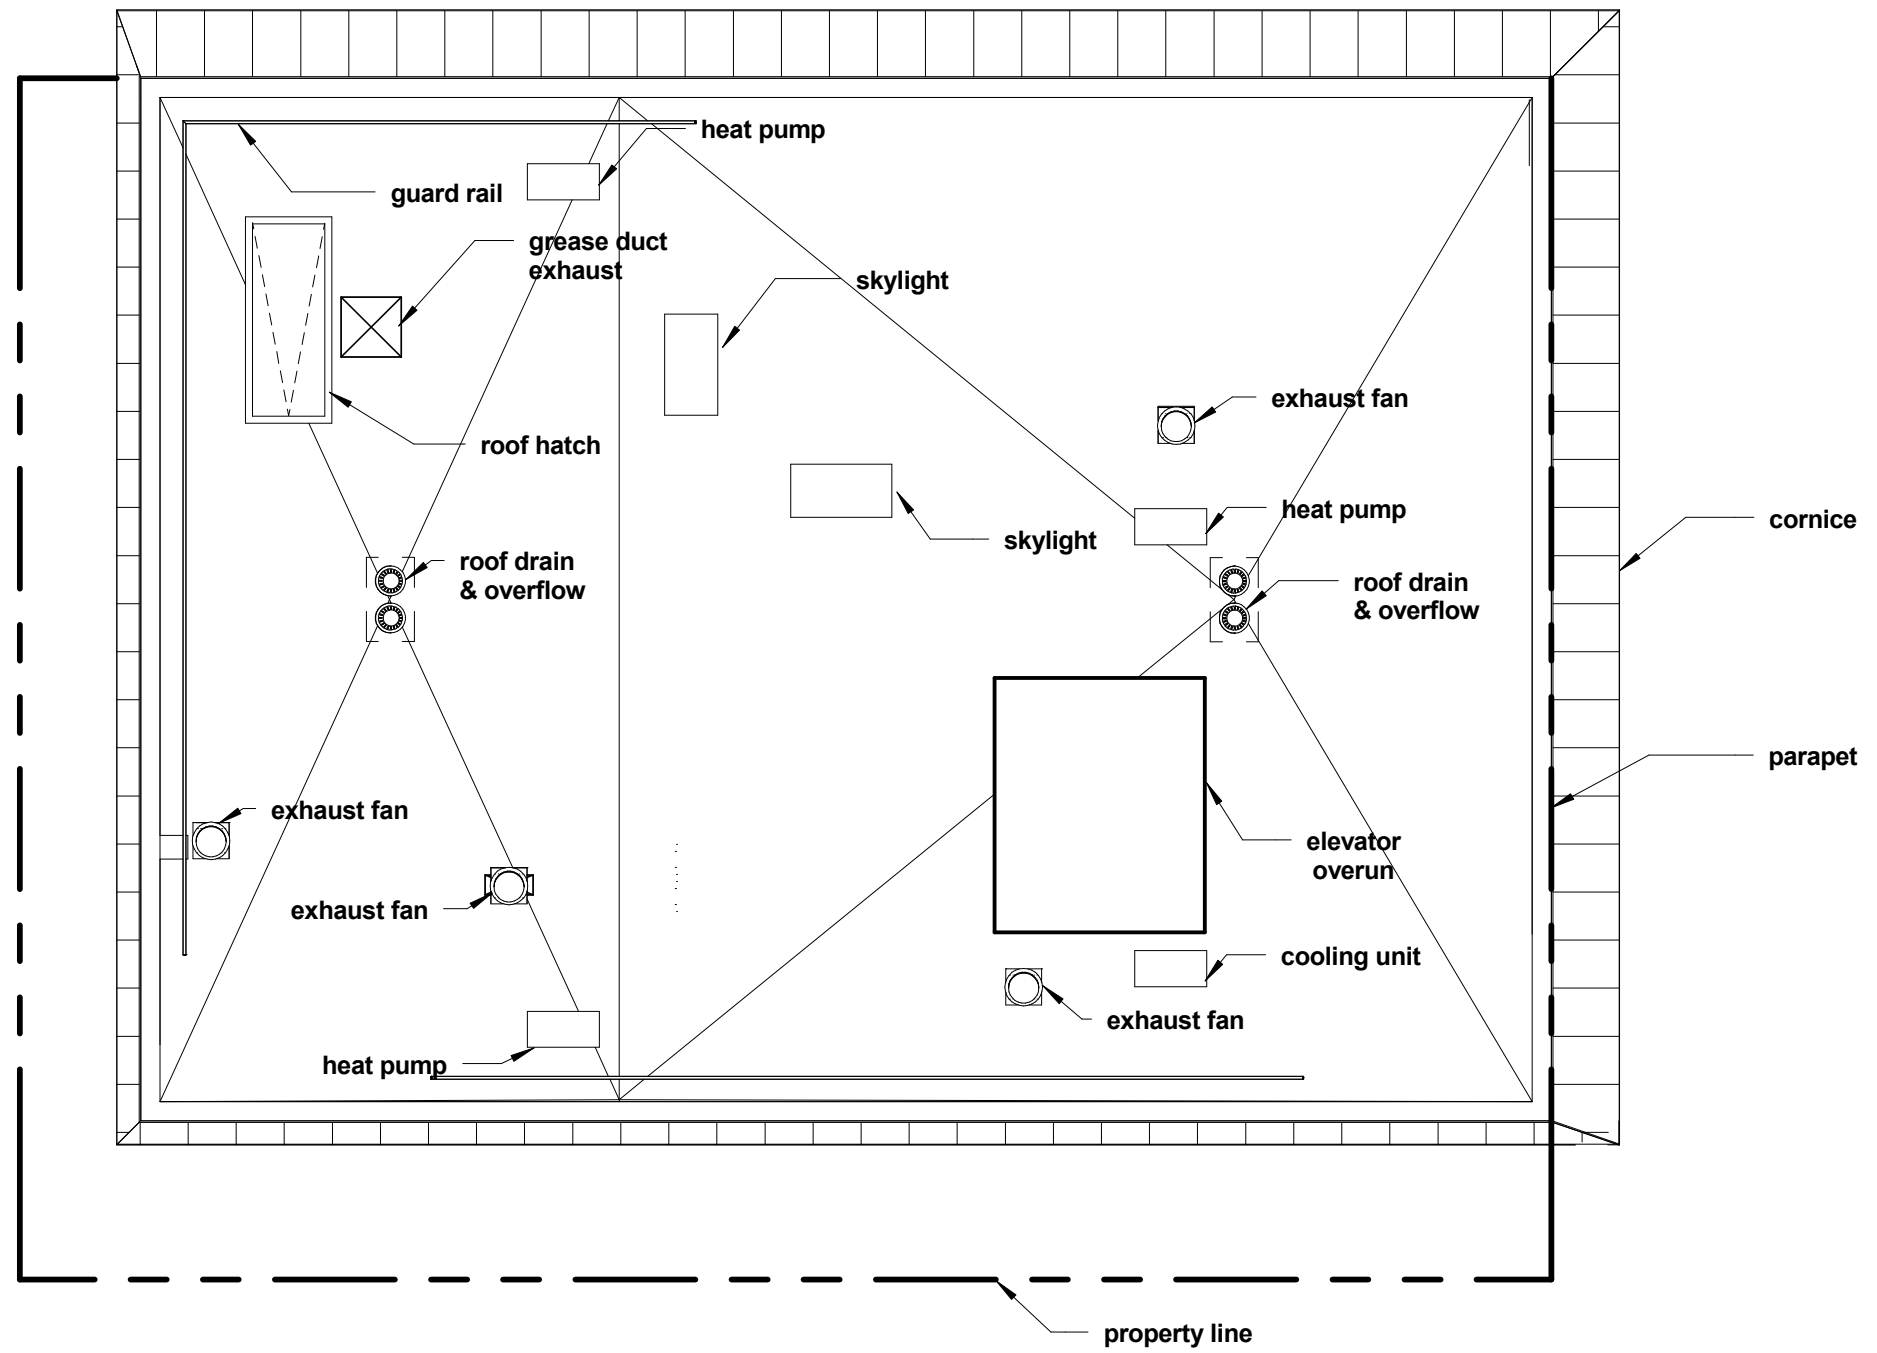 heat pump
guard rail
grease duct
exhaust
skylight
exhaust fan
roof hatch
heat pump
cornice
skylight
roof drain
& overflow
roof drain
& overflow
parapet
exhaust fan
elevator
overun
exhaust fan
cooling unit
exhaust fan
heat pump
property line